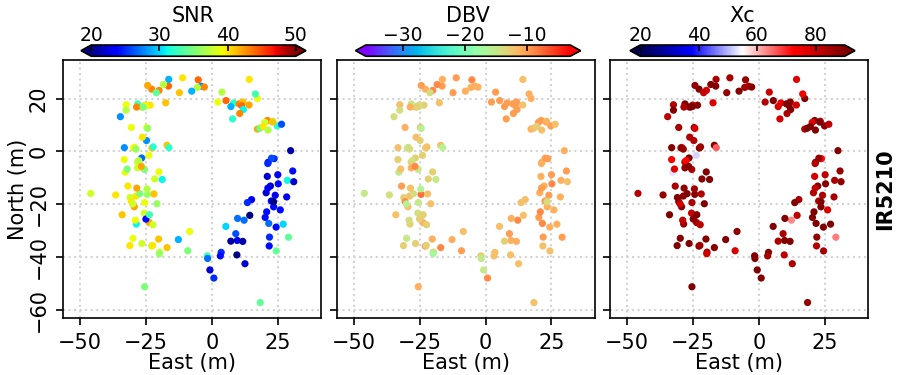 SNR DBV Xc
20 30 40 50 −30 −20 −10 20 40 60 80
20
0
−20
−40
−60
North (m)
−50 −25 0 25 −50 −25 0 25 −50 −25 0 25
East (m) East (m) East (m)
IR5210